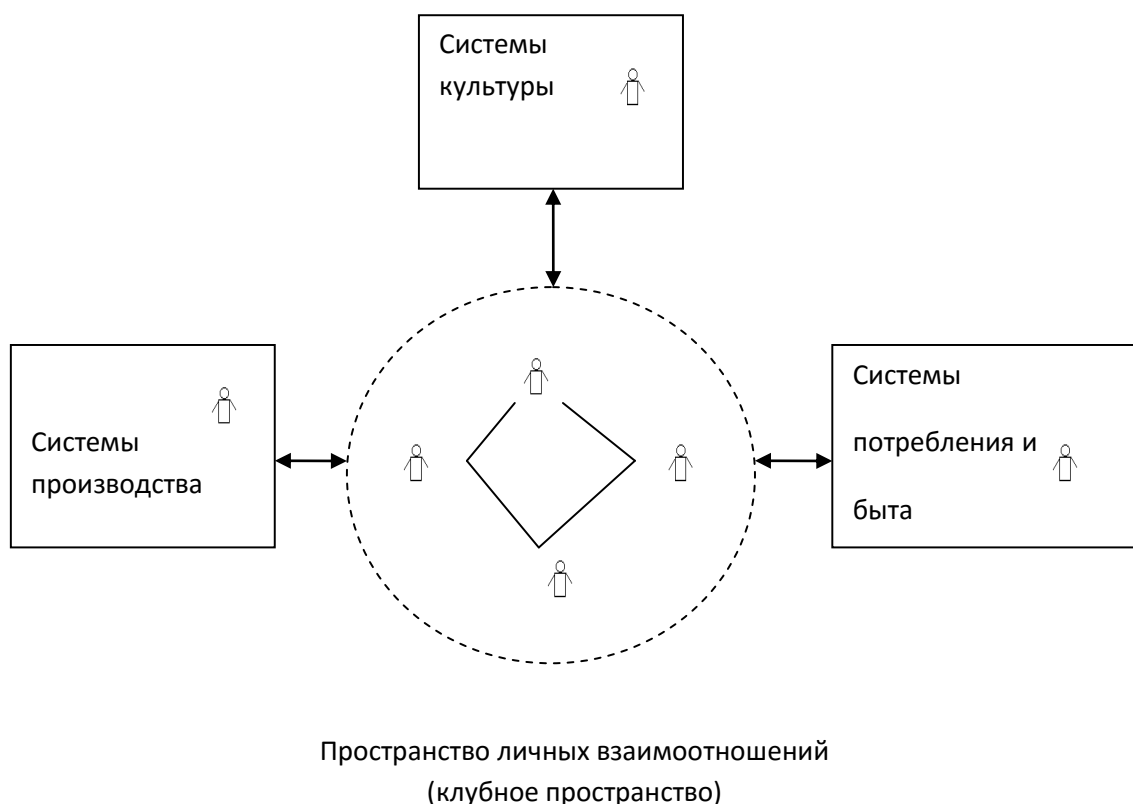 Системы
культуры
Системы
производства
Системы
потребления и
быта
Пространство личных взаимоотношений
(клубное пространство)